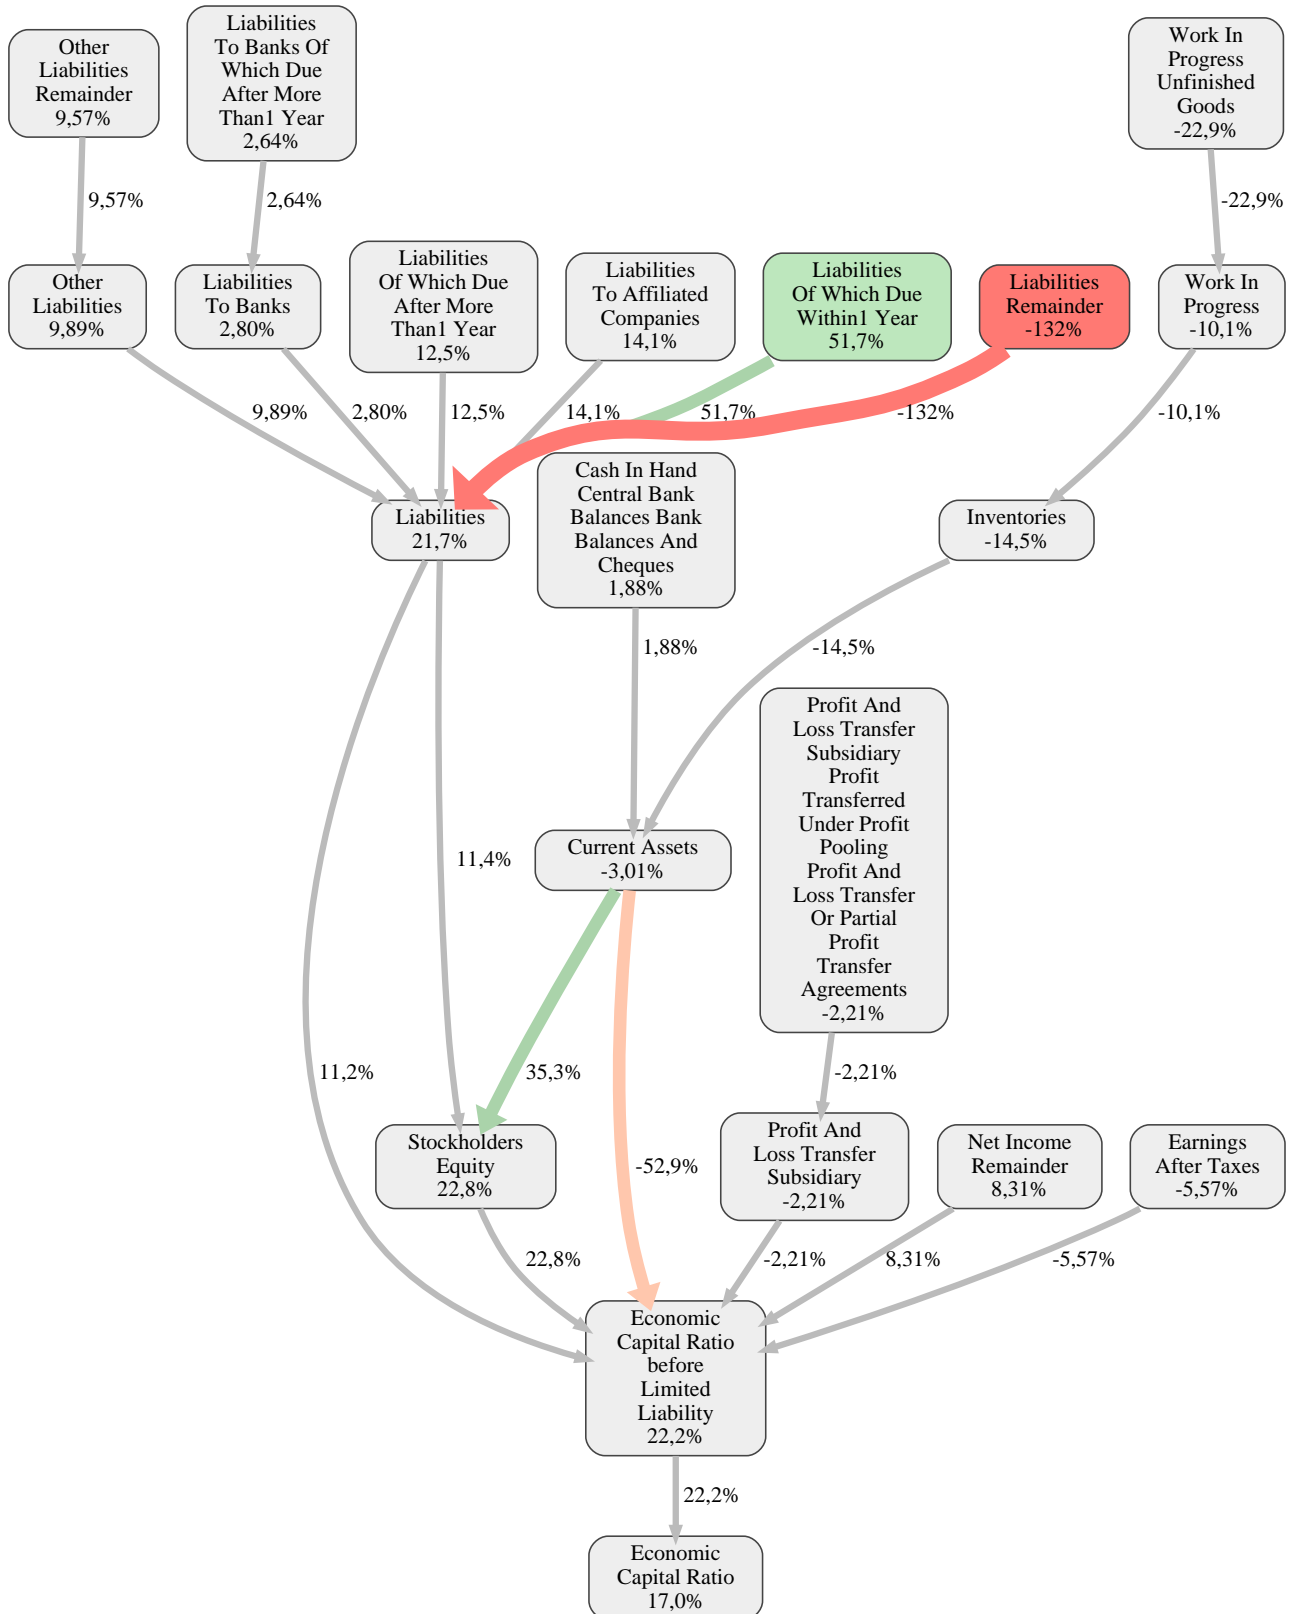 Other
Liabilities
Remainder
9,57%
Liabilities
To Banks Of
Which Due
After More
Than1 Year
2,64%
Work In
Progress
Unfinished
Goods
-22,9%
9,57%
2,64%
-22,9%
Other
Liabilities
9,89%
Liabilities
To Banks
2,80%
Liabilities
Of Which Due
After More
Than1 Year
12,5%
Liabilities
To Affiliated
Companies
14,1%
Liabilities
Of Which Due
Within1 Year
51,7%
Liabilities
Remainder
-132%
Work In
Progress
-10,1%
9,89%
2,80%
12,5%
14,1%
51,7%
-132%
-10,1%
Liabilities
21,7%
Cash In Hand
Central Bank
Balances Bank
Balances And
Cheques
1,88%
Inventories
-14,5%
1,88%
-14,5%
Profit And
Loss Transfer
Subsidiary
Profit
Transferred
Under Profit
Pooling
Profit And
Loss Transfer
Or Partial
Profit
Transfer
Agreements
-2,21%
Current Assets
-3,01%
11,4%
11,2%
35,3%
-2,21%
-52,9%
Stockholders
Equity
22,8%
Profit And
Loss Transfer
Subsidiary
-2,21%
Net Income
Remainder
8,31%
Earnings
After Taxes
-5,57%
22,8%
-2,21%
8,31%
-5,57%
Economic
Capital Ratio
before
Limited
Liability
22,2%
22,2%
Economic
Capital Ratio
17,0%